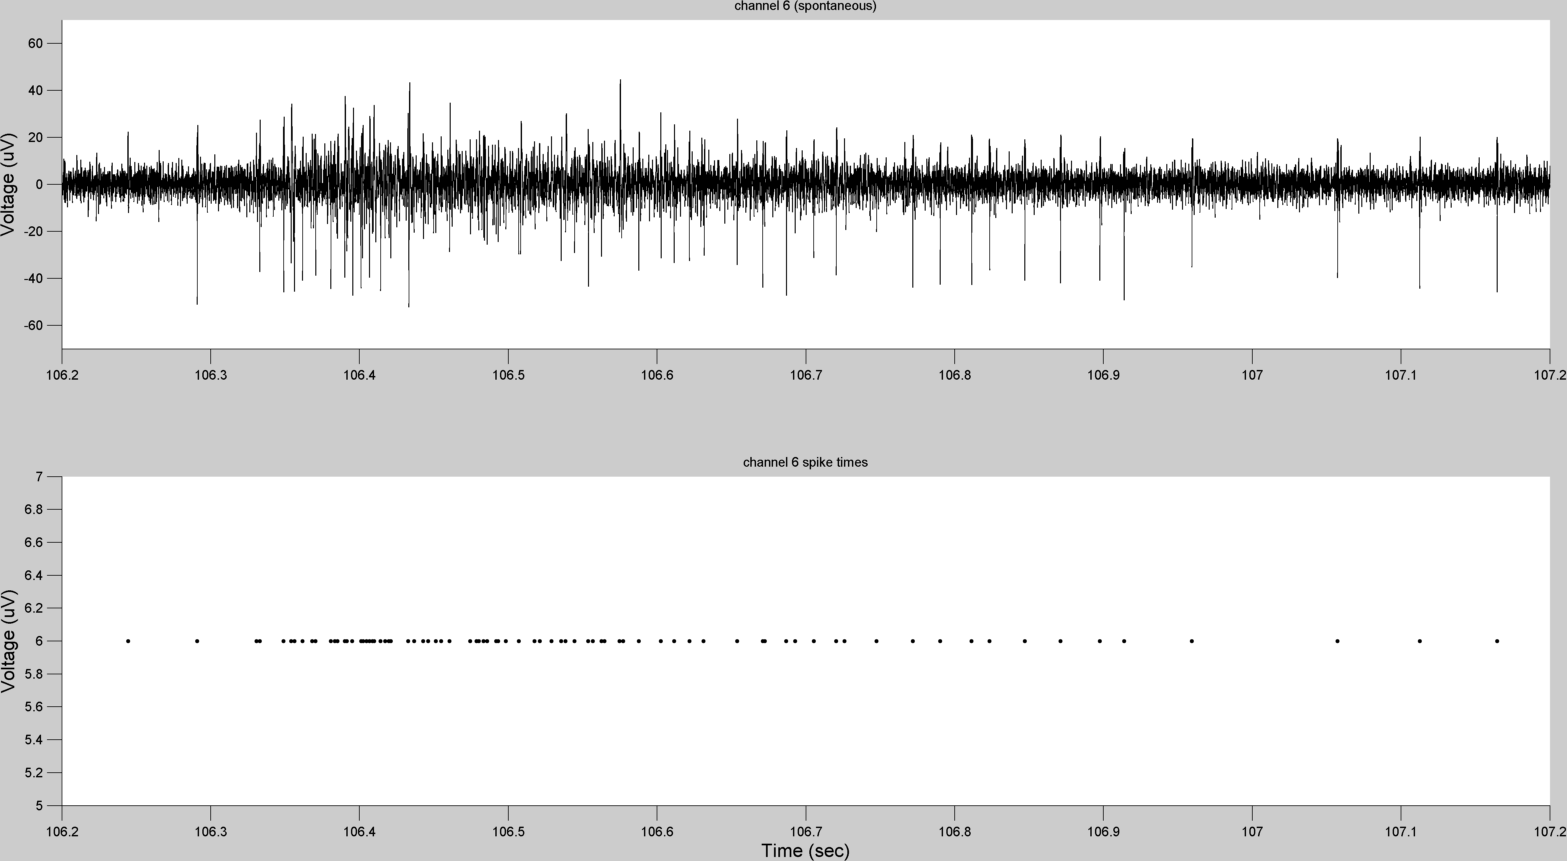 channel 6 (spontaneous)
Voltage (uV)
60
40
20
0
-20
-40
-60
106.2 106.3 106.4 106.5 106.6 106.7 106.8 106.9 107 107.1 107.2
channel 6 spike times
Voltage (uV)
7
6.8
6.6
6.4
6.2
6
5.8
5.6
5.4
5.2
5
106.2 106.3 106.4 106.5 106.6 106.7 106.8 106.9 107 107.1 107.2
Time (sec)